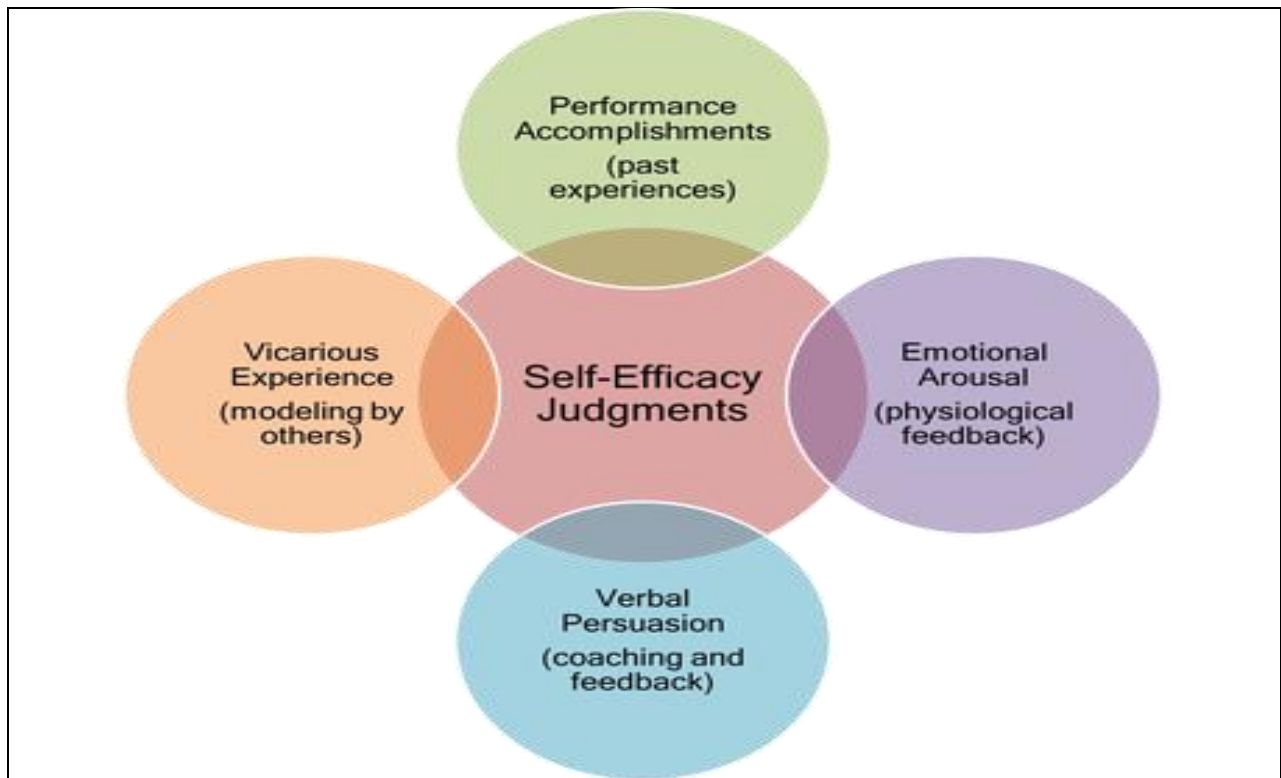 Performance
Accomplishments
(past
experiences)
Vicarious
Experience
(modeling by
others)
Self-Efficacy
Judgments
Emotional
Arousal
(physiological
feedback)
Verbal
Persuasion
(coaching and
feedback)